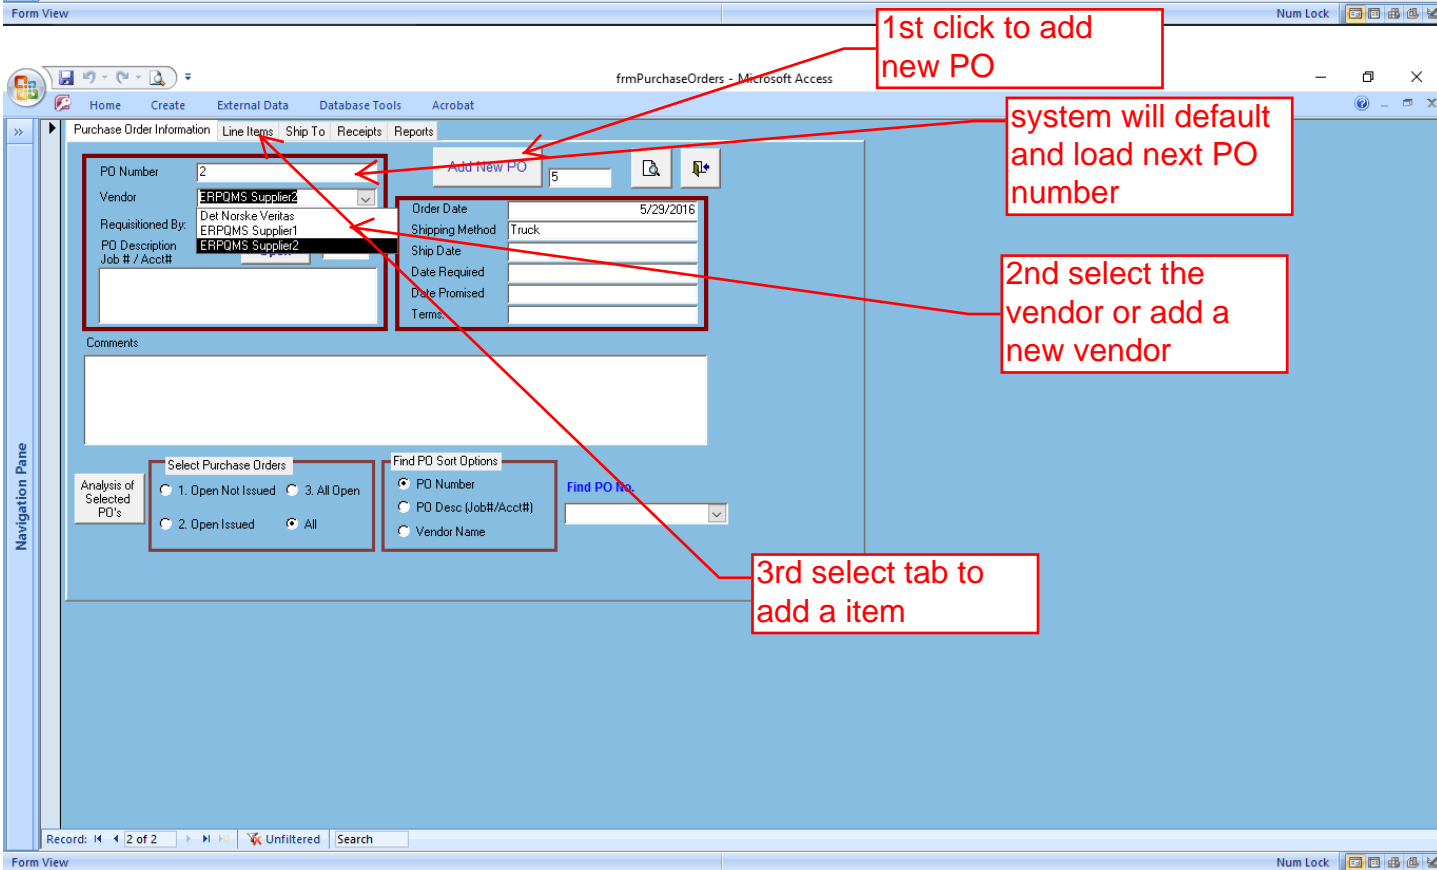 Form View
Num Lock
1st click to add
new PO
frmPurchaseOrders - Microsoft Access
Home Create External Data Database Tools Acrobat
system will default
and load next PO
number
Purchase Order Information Line Items Ship To Receipts Reports
PO Number 2
Add New PO 5
Vendor ERPQMS Supplier2
Det Norske Veritas
ERPQMS Supplier1
ERPQMS Supplier2
Requisitioned By:
PO Description
Job # / Acct#
Order Date 5/29/2016
Shipping Method Truck
Ship Date
Date Required
Date Promised
Terms:
2nd select the
vendor or add a
new vendor
Comments
Navigation Pane
Analysis of
Selected
PO's
Select Purchase Orders
1. Open Not Issued 3. All Open
2. Open Issued All
Find PO Sort Options
PO Number
PO Desc (Job#/Acct#)
Vendor Name
Find PO No.
3rd select tab to
add a item
Record: 2 of 2 Unfiltered Search
Form View
Num Lock